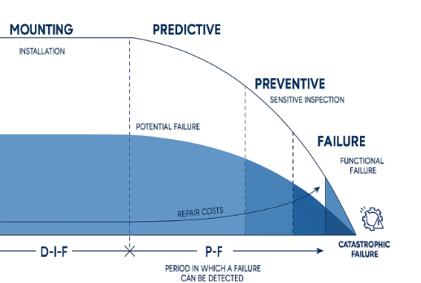 MOUNTING
INSTALLATION
PREDICTIVE
PREVENTIVE
SENSITIVE INSPECTION
POTENTIAL FAILURE
FAILURE
FUNCTIONAL
FAILURE
REPAIR COSTS
D-I-F
P-F
CATASTROPHIC
FAILURE
PERIOD IN WHICH A FAILURE
CAN BE DETECTED